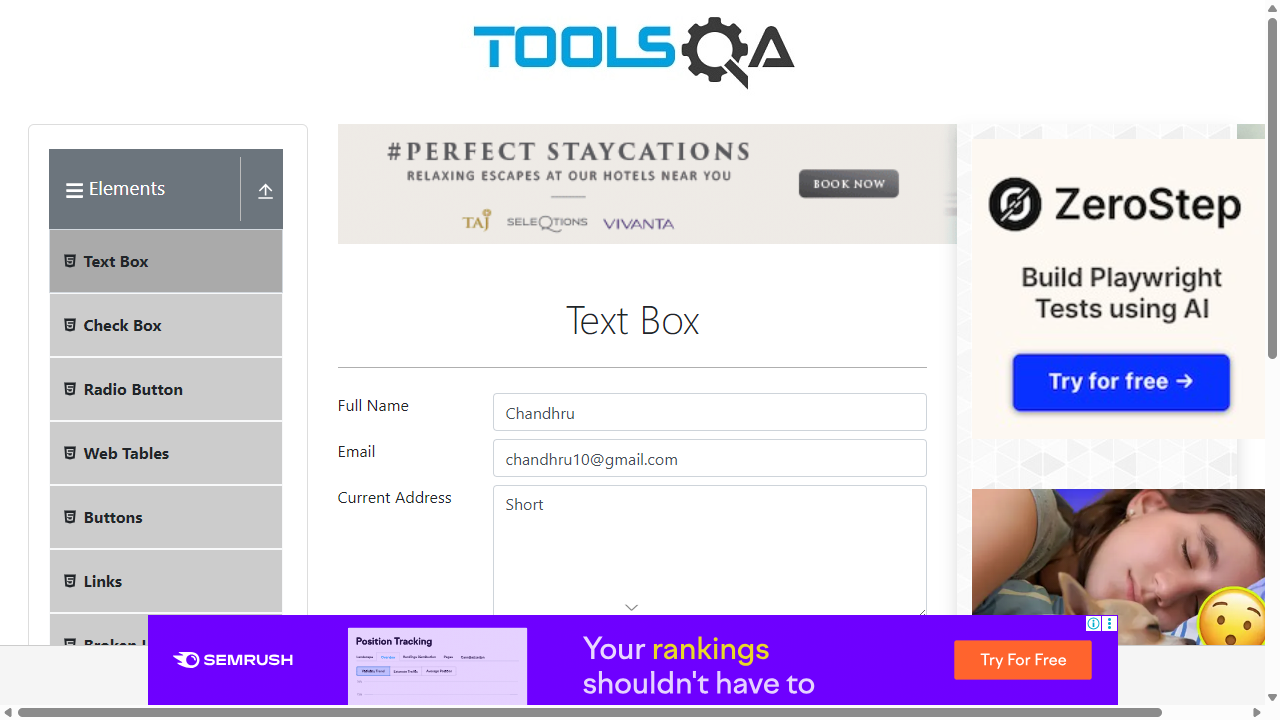 TOOLSQA
Elements
Text Box
Check Box
Radio Button
Web Tables
Buttons
Links
#PERFECT STAYCATIONS
RELAXING ESCAPES AT OUR HOTELS NEAR YOU
TAJ SELEQTIONS VIVANTA
BOOK NOW
Text Box
Full Name
Chandhru
Email
chandhru10@gmail.com
Current Address
Short
ZeroStep
Build Playwright
Tests using AI
Try for free →
SEMRUSH
Position Tracking
Your rankings
shouldn't have to
Try For Free